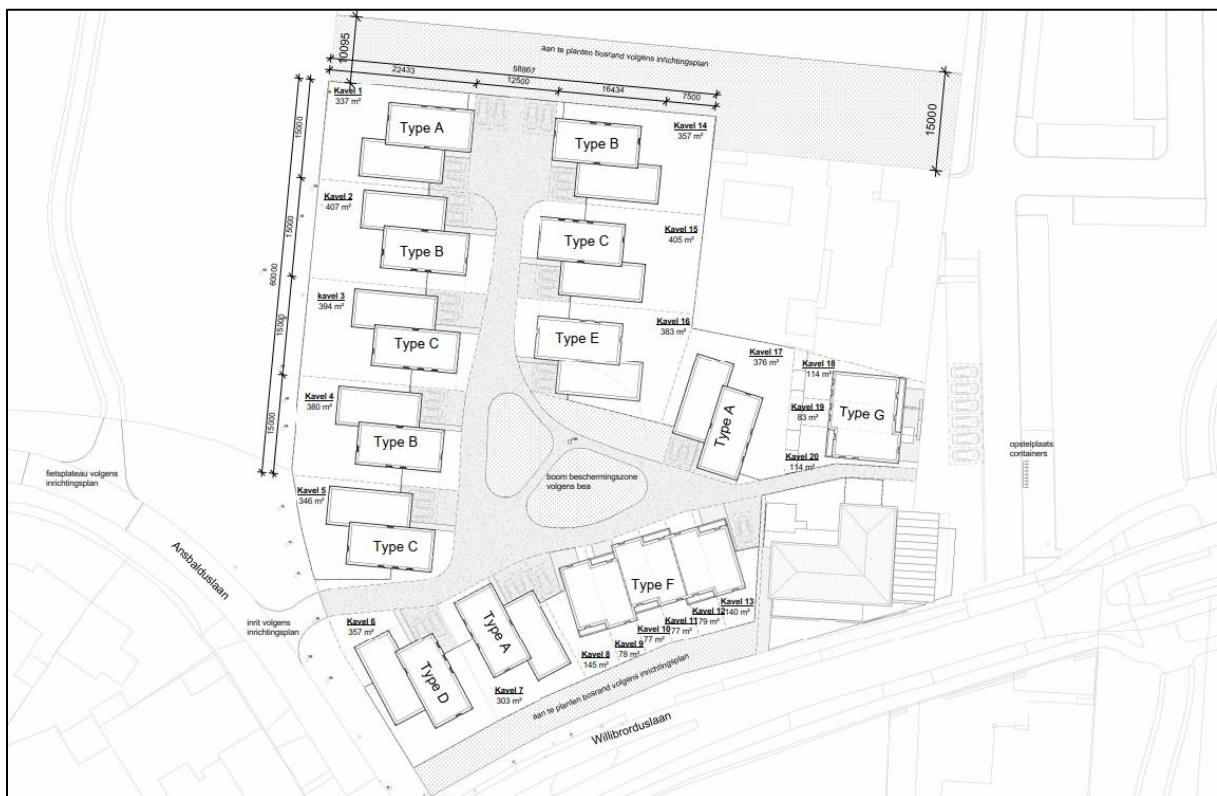 aan te planten bosrand volgens inrichtingsplan
10095
58867
22433
12500
16434
7500
15000
Kavel 1
337 m²
Type A
Type B
Kavel 14
357 m²
15000
Kavel 2
407 m²
Type B
Type C
Kavel 15
405 m²
15000
60000
kavel 3
394 m²
Type C
Type E
Kavel 16
383 m²
15000
Kavel 17
376 m²
Type A
Kavel 18
114 m²
Kavel 19
83 m²
Type G
Kavel 20
114 m²
Kavel 4
380 m²
Type B
15000
opstelplaats
containers
fietsplateau volgens
inrichtingsplan
boom beschermingszone
volgens bea
Kavel 5
346 m²
Type C
Ansbalduslaan
inrit volgens
inrichtingsplan
Kavel 6
357 m²
Type D
Type A
Kavel 7
303 m²
Type F
Kavel 8
145 m²
Kavel 9
78 m²
Kavel 10
77 m²
Kavel 11
77 m²
Kavel 12
79 m²
Kavel 13
140 m²
aan te planten bosrand volgens inrichtingsplan
Willibrorduslaan